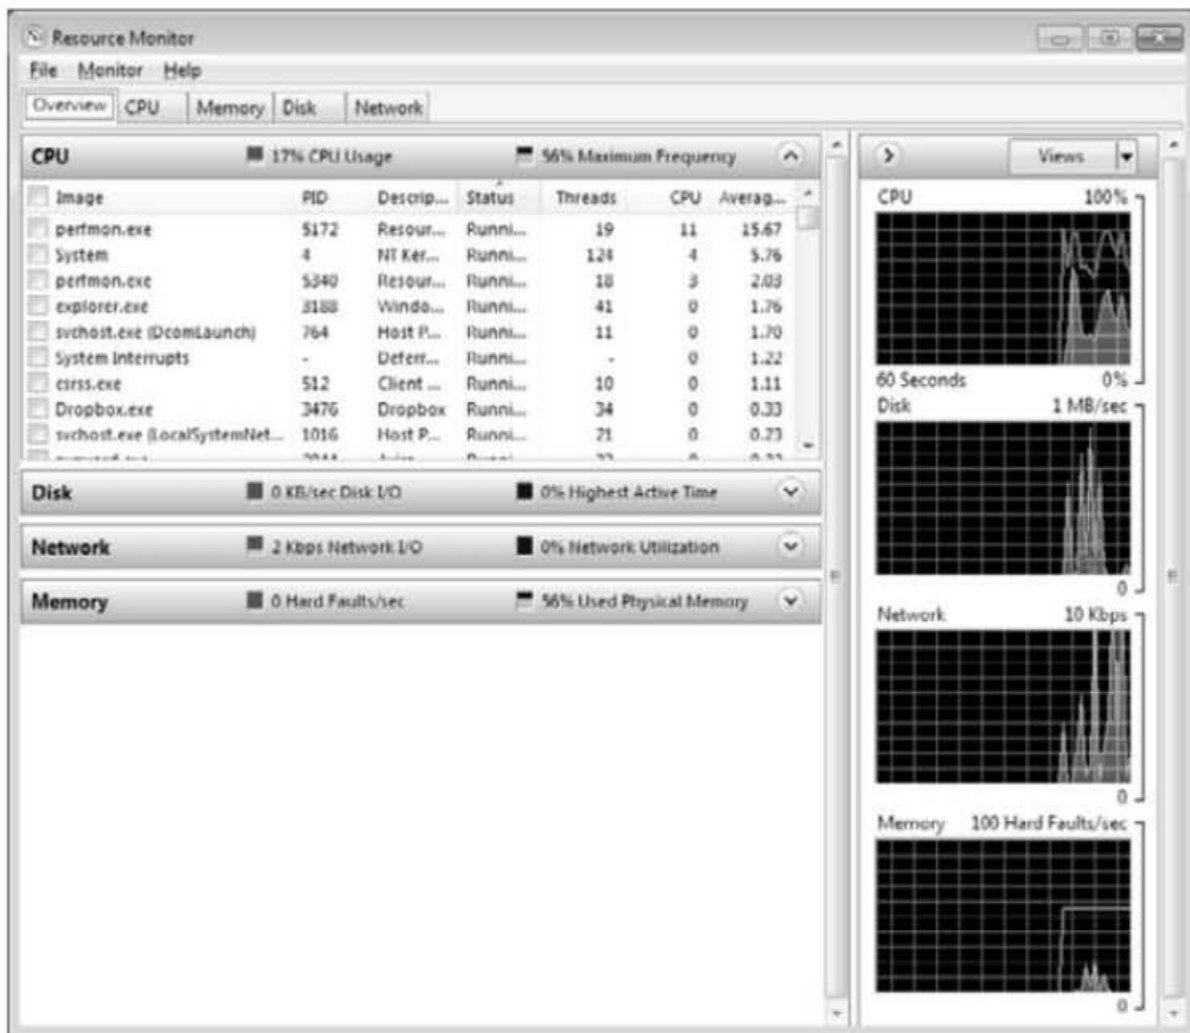 Resource Monitor
File Monitor Help
Overview CPU Memory Disk Network
CPU 17% CPU Usage 56% Maximum Frequency
Image PID Descrip... Status Threads CPU Averag...
perfmon.exe 5172 Resour... Runni... 19 11 15.67
System 4 NT Ker... Runni... 124 4 5.76
perfmon.exe 5340 Resour... Runni... 18 3 2.03
explorer.exe 3188 Windo... Runni... 41 0 1.76
svchost.exe (DcomLaunch) 764 Host P... Runni... 11 0 1.70
System Interrupts - Deferr... Runni... - 0 1.22
csrss.exe 512 Client ... Runni... 10 0 1.11
Dropbox.exe 3476 Dropbox Runni... 34 0 0.33
svchost.exe (LocalSystemNet... 1016 Host P... Runni... 21 0 0.23
Disk 0 KB/sec Disk I/O 0% Highest Active Time
Network 2 Kbps Network I/O 0% Network Utilization
Memory 0 Hard Faults/sec 56% Used Physical Memory
Views
CPU 100%
60 Seconds 0%
Disk 1 MB/sec
0
Network 10 Kbps
0
Memory 100 Hard Faults/sec
0